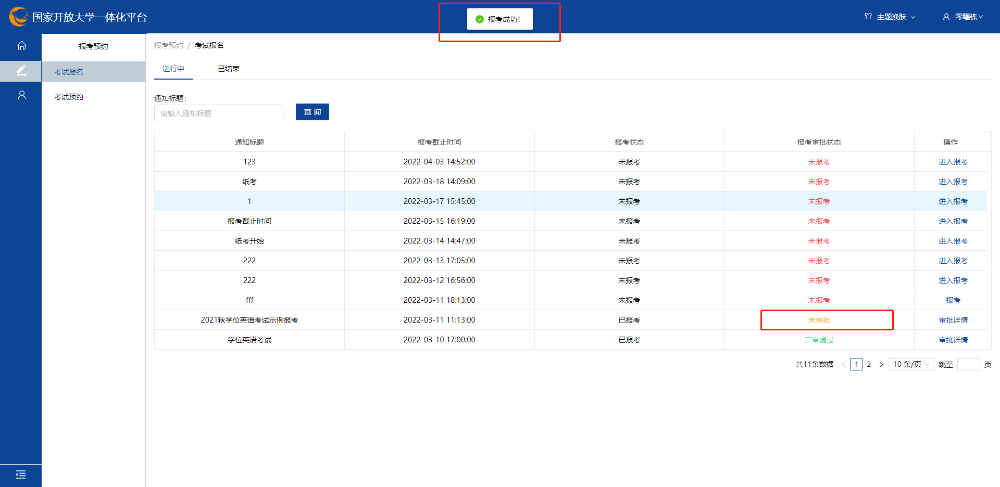 国家开放大学一体化平台
报考成功!
主题换肤
零曜栋
报考预约
考试报名
考试预约
报考预约 / 考试报名
进行中 已结束
通知标题:
请输入通知标题 查 询
通知标题 报考截止时间 报考状态 报考审批状态 操作
123 2022-04-03 14:52:00 未报考 未报考 进入报考
纸考 2022-03-18 14:09:00 未报考 未报考 进入报考
1 2022-03-17 15:45:00 未报考 未报考 进入报考
报考截止时间 2022-03-15 16:19:00 未报考 未报考 进入报考
纸考开始 2022-03-14 14:47:00 未报考 未报考 进入报考
222 2022-03-13 17:05:00 未报考 未报考 进入报考
222 2022-03-12 16:56:00 未报考 未报考 进入报考
fff 2022-03-11 18:13:00 未报考 未报考 报考
2021秋学位英语考试示例报考 2022-03-11 11:13:00 已报考 未审批 审批详情
学位英语考试 2022-03-10 17:00:00 已报考 二审通过 审批详情
共11条数据 < 1 2 > 10 条/页 跳至 页